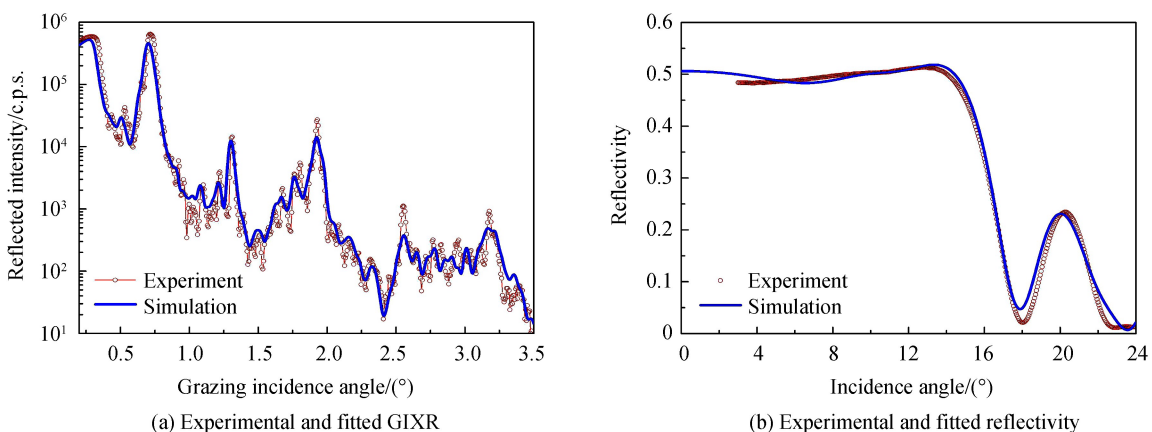 10⁶
10⁵
10⁴
10³
10²
10¹
Reflected intensity/c.p.s.
Experiment
Simulation
0.5 1.0 1.5 2.0 2.5 3.0 3.5
Grazing incidence angle/(°)
(a) Experimental and fitted GIXR
0.6
0.5
0.4
0.3
0.2
0.1
0
Reflectivity
Experiment
Simulation
0 4 8 12 16 20 24
Incidence angle/(°)
(b) Experimental and fitted reflectivity